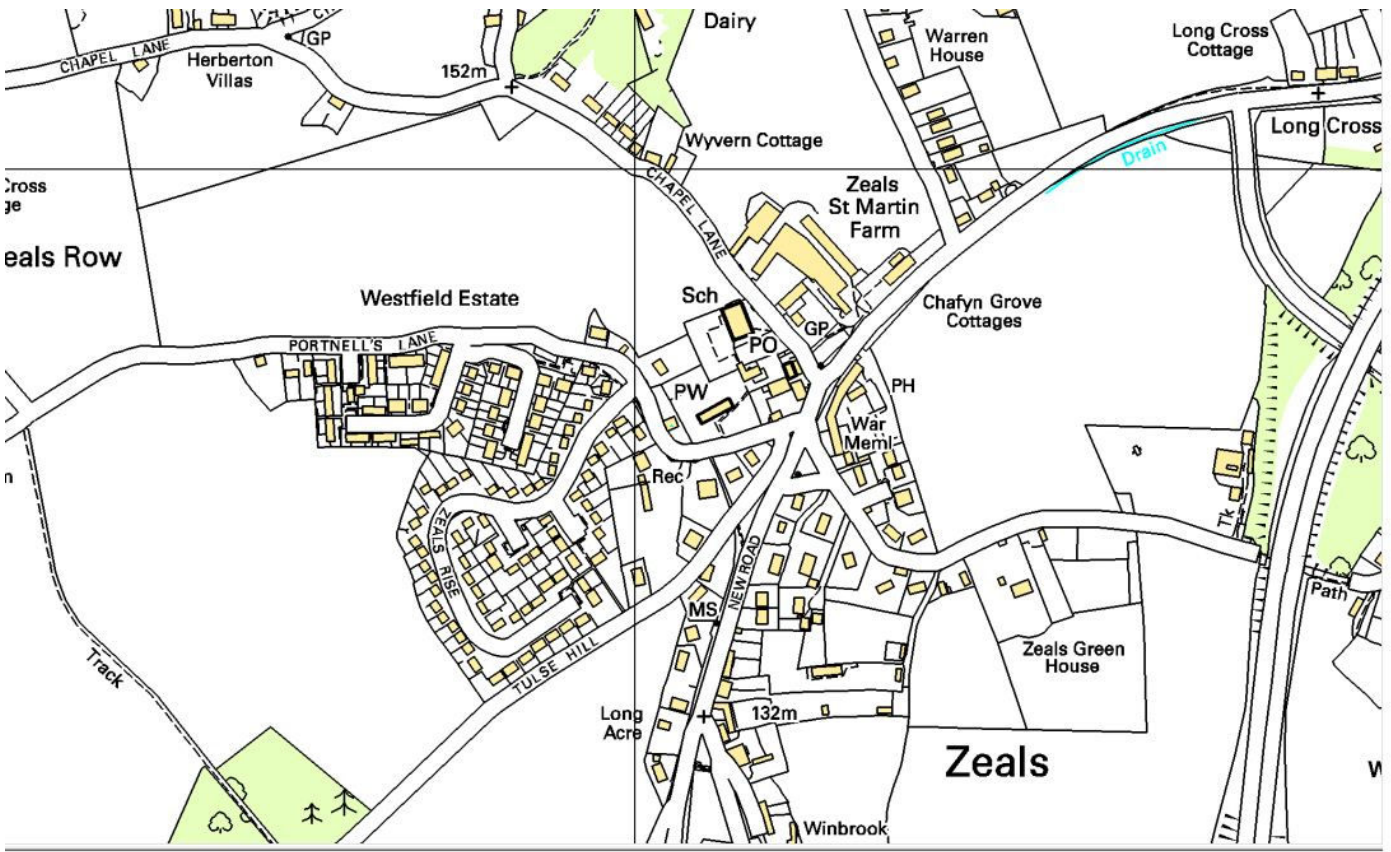 Dairy
Warren
House
Long Cross
Cottage
GP
CHAPEL LANE
Herberton
Villas
152m
Wyvern Cottage
Long Cross
Drain
Cross
ge
CHAPEL LANE
Zeals
St Martin
Farm
eals Row
Westfield Estate
Sch
Chafyn Grove
Cottages
GP
PORTNELL'S LANE
PO
PW
PH
War
Meml
Rec
Tk
ZEALS RISE
NEW ROAD
MS
Path
Zeals Green
House
TULSE HILL
Track
Long
Acre
132m
Zeals
Winbrook